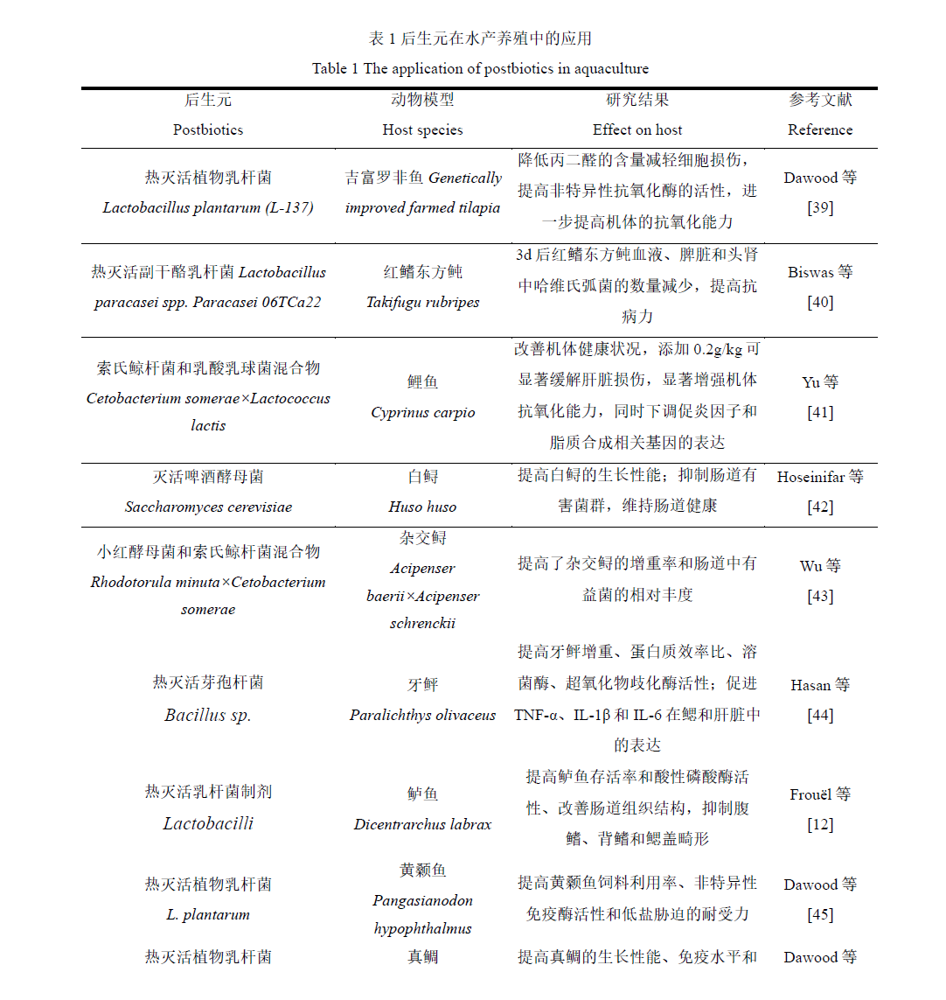 表 1 后生元在水产养殖中的应用
Table 1 The application of postbiotics in aquaculture
后生元
Postbiotics
动物模型
Host species
研究结果
Effect on host
参考文献
Reference
热灭活植物乳杆菌
Lactobacillus plantarum (L-137)
吉富罗非鱼 Genetically
improved farmed tilapia
降低丙二醛的含量减轻细胞损伤，
提高非特异性抗氧化酶的活性，进
一步提高机体的抗氧化能力
Dawood 等
[39]
热灭活副干酪乳杆菌 Lactobacillus
paracasei spp. Paracasei 06TCa22
红鳍东方鲀
Takifugu rubripes
3d 后红鳍东方鲀血液、脾脏和头肾
中哈维氏弧菌的数量减少，提高抗
病力
Biswas 等
[40]
索氏鲸杆菌和乳酸乳球菌混合物
Cetobacterium somerae×Lactococcus
lactis
鲤鱼
Cyprinus carpio
改善机体健康状况，添加 0.2g/kg 可
显著缓解肝脏损伤，显著增强机体
抗氧化能力，同时下调促炎因子和
脂质合成相关基因的表达
Yu 等
[41]
灭活啤酒酵母菌
Saccharomyces cerevisiae
白鲟
Huso huso
提高白鲟的生长性能；抑制肠道有
害菌群，维持肠道健康
Hoseinifar 等
[42]
小红酵母菌和索氏鲸杆菌混合物
Rhodotorula minuta×Cetobacterium
somerae
杂交鲟
Acipenser
baerii×Acipenser
schrenckii
提高了杂交鲟的增重率和肠道中有
益菌的相对丰度
Wu 等
[43]
热灭活芽孢杆菌
Bacillus sp.
牙鲆
Paralichthys olivaceus
提高牙鲆增重、蛋白质效率比、溶
菌酶、超氧化物歧化酶活性；促进
TNF-α、IL-1β 和 IL-6 在鳃和肝脏中
的表达
Hasan 等
[44]
热灭活乳杆菌制剂
Lactobacilli
鲈鱼
Dicentrarchus labrax
提高鲈鱼存活率和酸性磷酸酶活
性、改善肠道组织结构，抑制腹
鳍、背鳍和鳃盖畸形
Frouël 等
[12]
热灭活植物乳杆菌
L. plantarum
黄颡鱼
Pangasianodon
hypophthalmus
提高黄颡鱼饲料利用率、非特异性
免疫酶活性和低盐胁迫的耐受力
Dawood 等
[45]
热灭活植物乳杆菌
真鲷
提高真鲷的生长性能、免疫水平和
Dawood 等